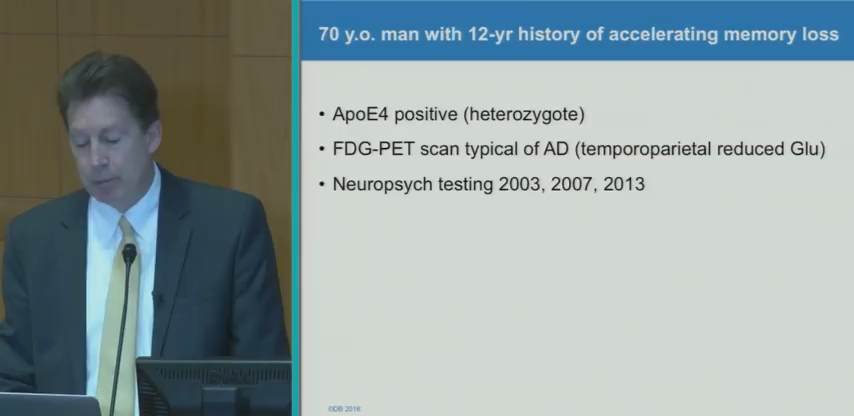 70 y.o. man with 12-yr history of accelerating memory loss
• ApoE4 positive (heterozygote)
• FDG-PET scan typical of AD (temporoparietal reduced Glu)
• Neuropsych testing 2003, 2007, 2013
©DB 2016